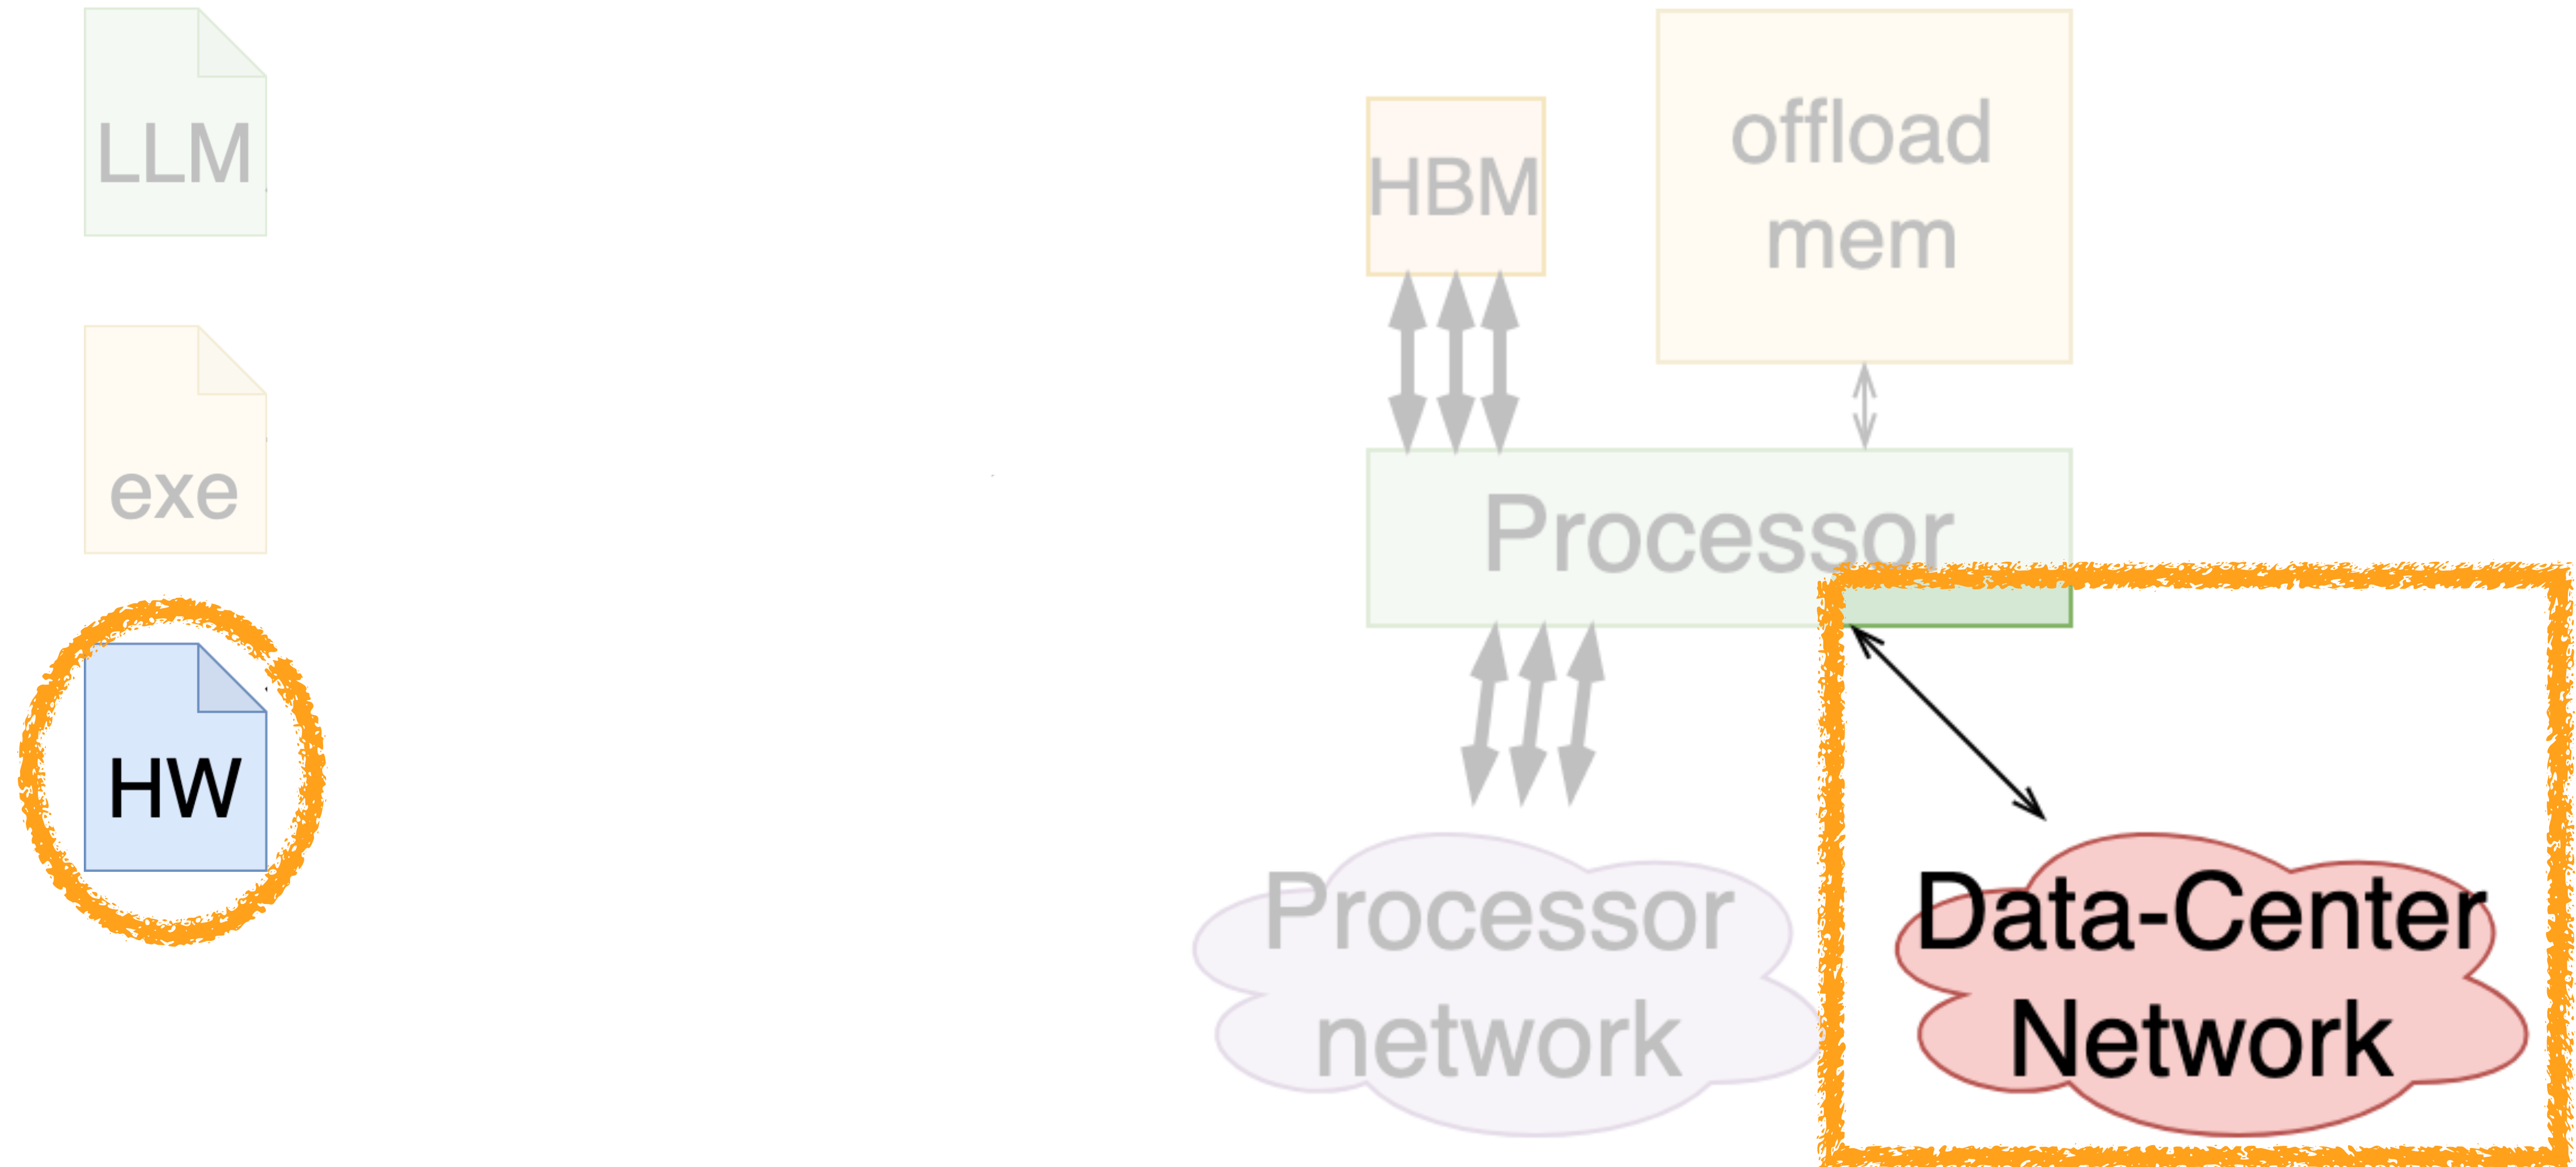 LLM
exe
HW
HBM
offload
mem
Processor
Processor
network
Data-Center
Network